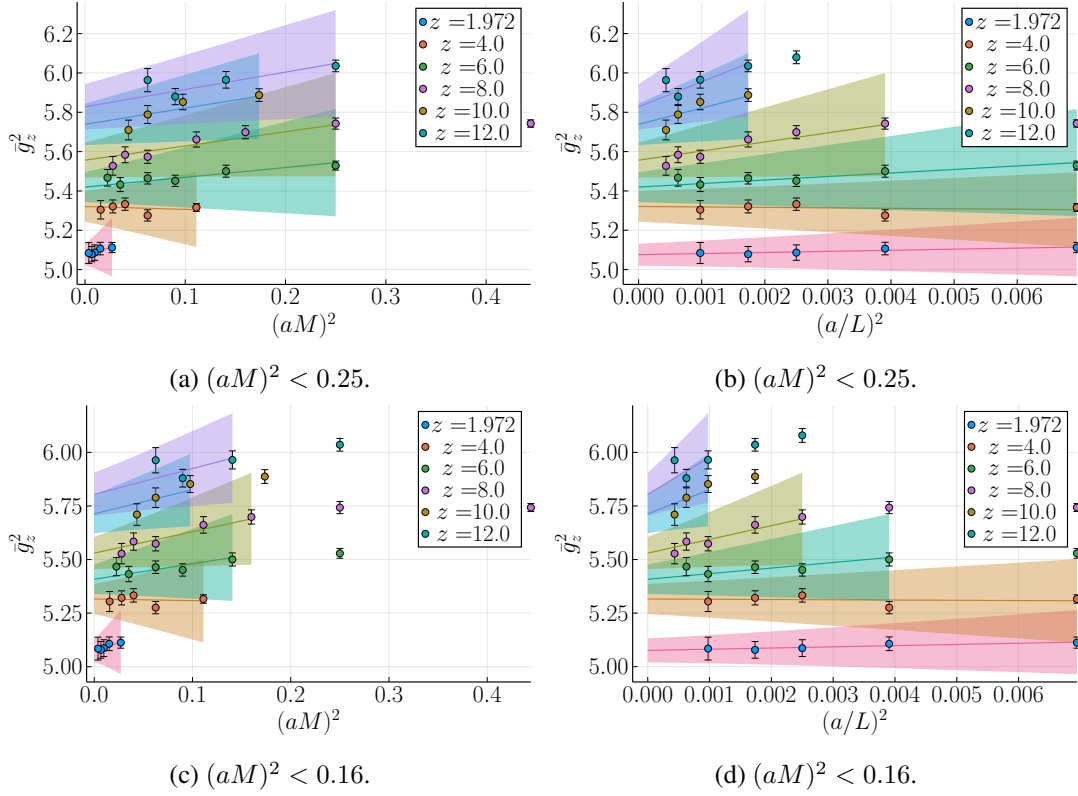 6.2
6.0
5.8
5.6
5.4
5.2
5.0
ḡ²_z
0.0 0.1 0.2 0.3 0.4
(aM)²
z =1.972
z =4.0
z =6.0
z =8.0
z =10.0
z =12.0
(a) (aM)² < 0.25.
6.2
6.0
5.8
5.6
5.4
5.2
5.0
ḡ²_z
0.000 0.001 0.002 0.003 0.004 0.005 0.006
(a/L)²
z =1.972
z =4.0
z =6.0
z =8.0
z =10.0
z =12.0
(b) (aM)² < 0.25.
6.00
5.75
5.50
5.25
5.00
ḡ²_z
0.0 0.1 0.2 0.3 0.4
(aM)²
z =1.972
z =4.0
z =6.0
z =8.0
z =10.0
z =12.0
(c) (aM)² < 0.16.
6.00
5.75
5.50
5.25
5.00
ḡ²_z
0.000 0.001 0.002 0.003 0.004 0.005 0.006
(a/L)²
z =1.972
z =4.0
z =6.0
z =8.0
z =10.0
z =12.0
(d) (aM)² < 0.16.